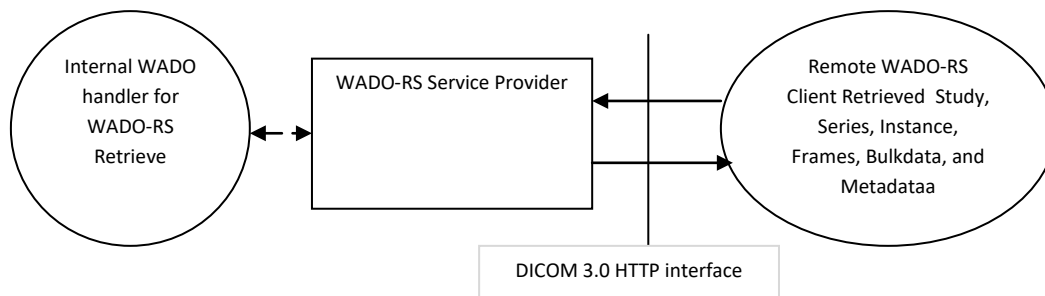 Internal WADO
handler for
WADO-RS
Retrieve
WADO-RS Service Provider
Remote WADO-RS
Client Retrieved  Study,
Series, Instance,
Frames, Bulkdata, and
Metadataa
DICOM 3.0 HTTP interface